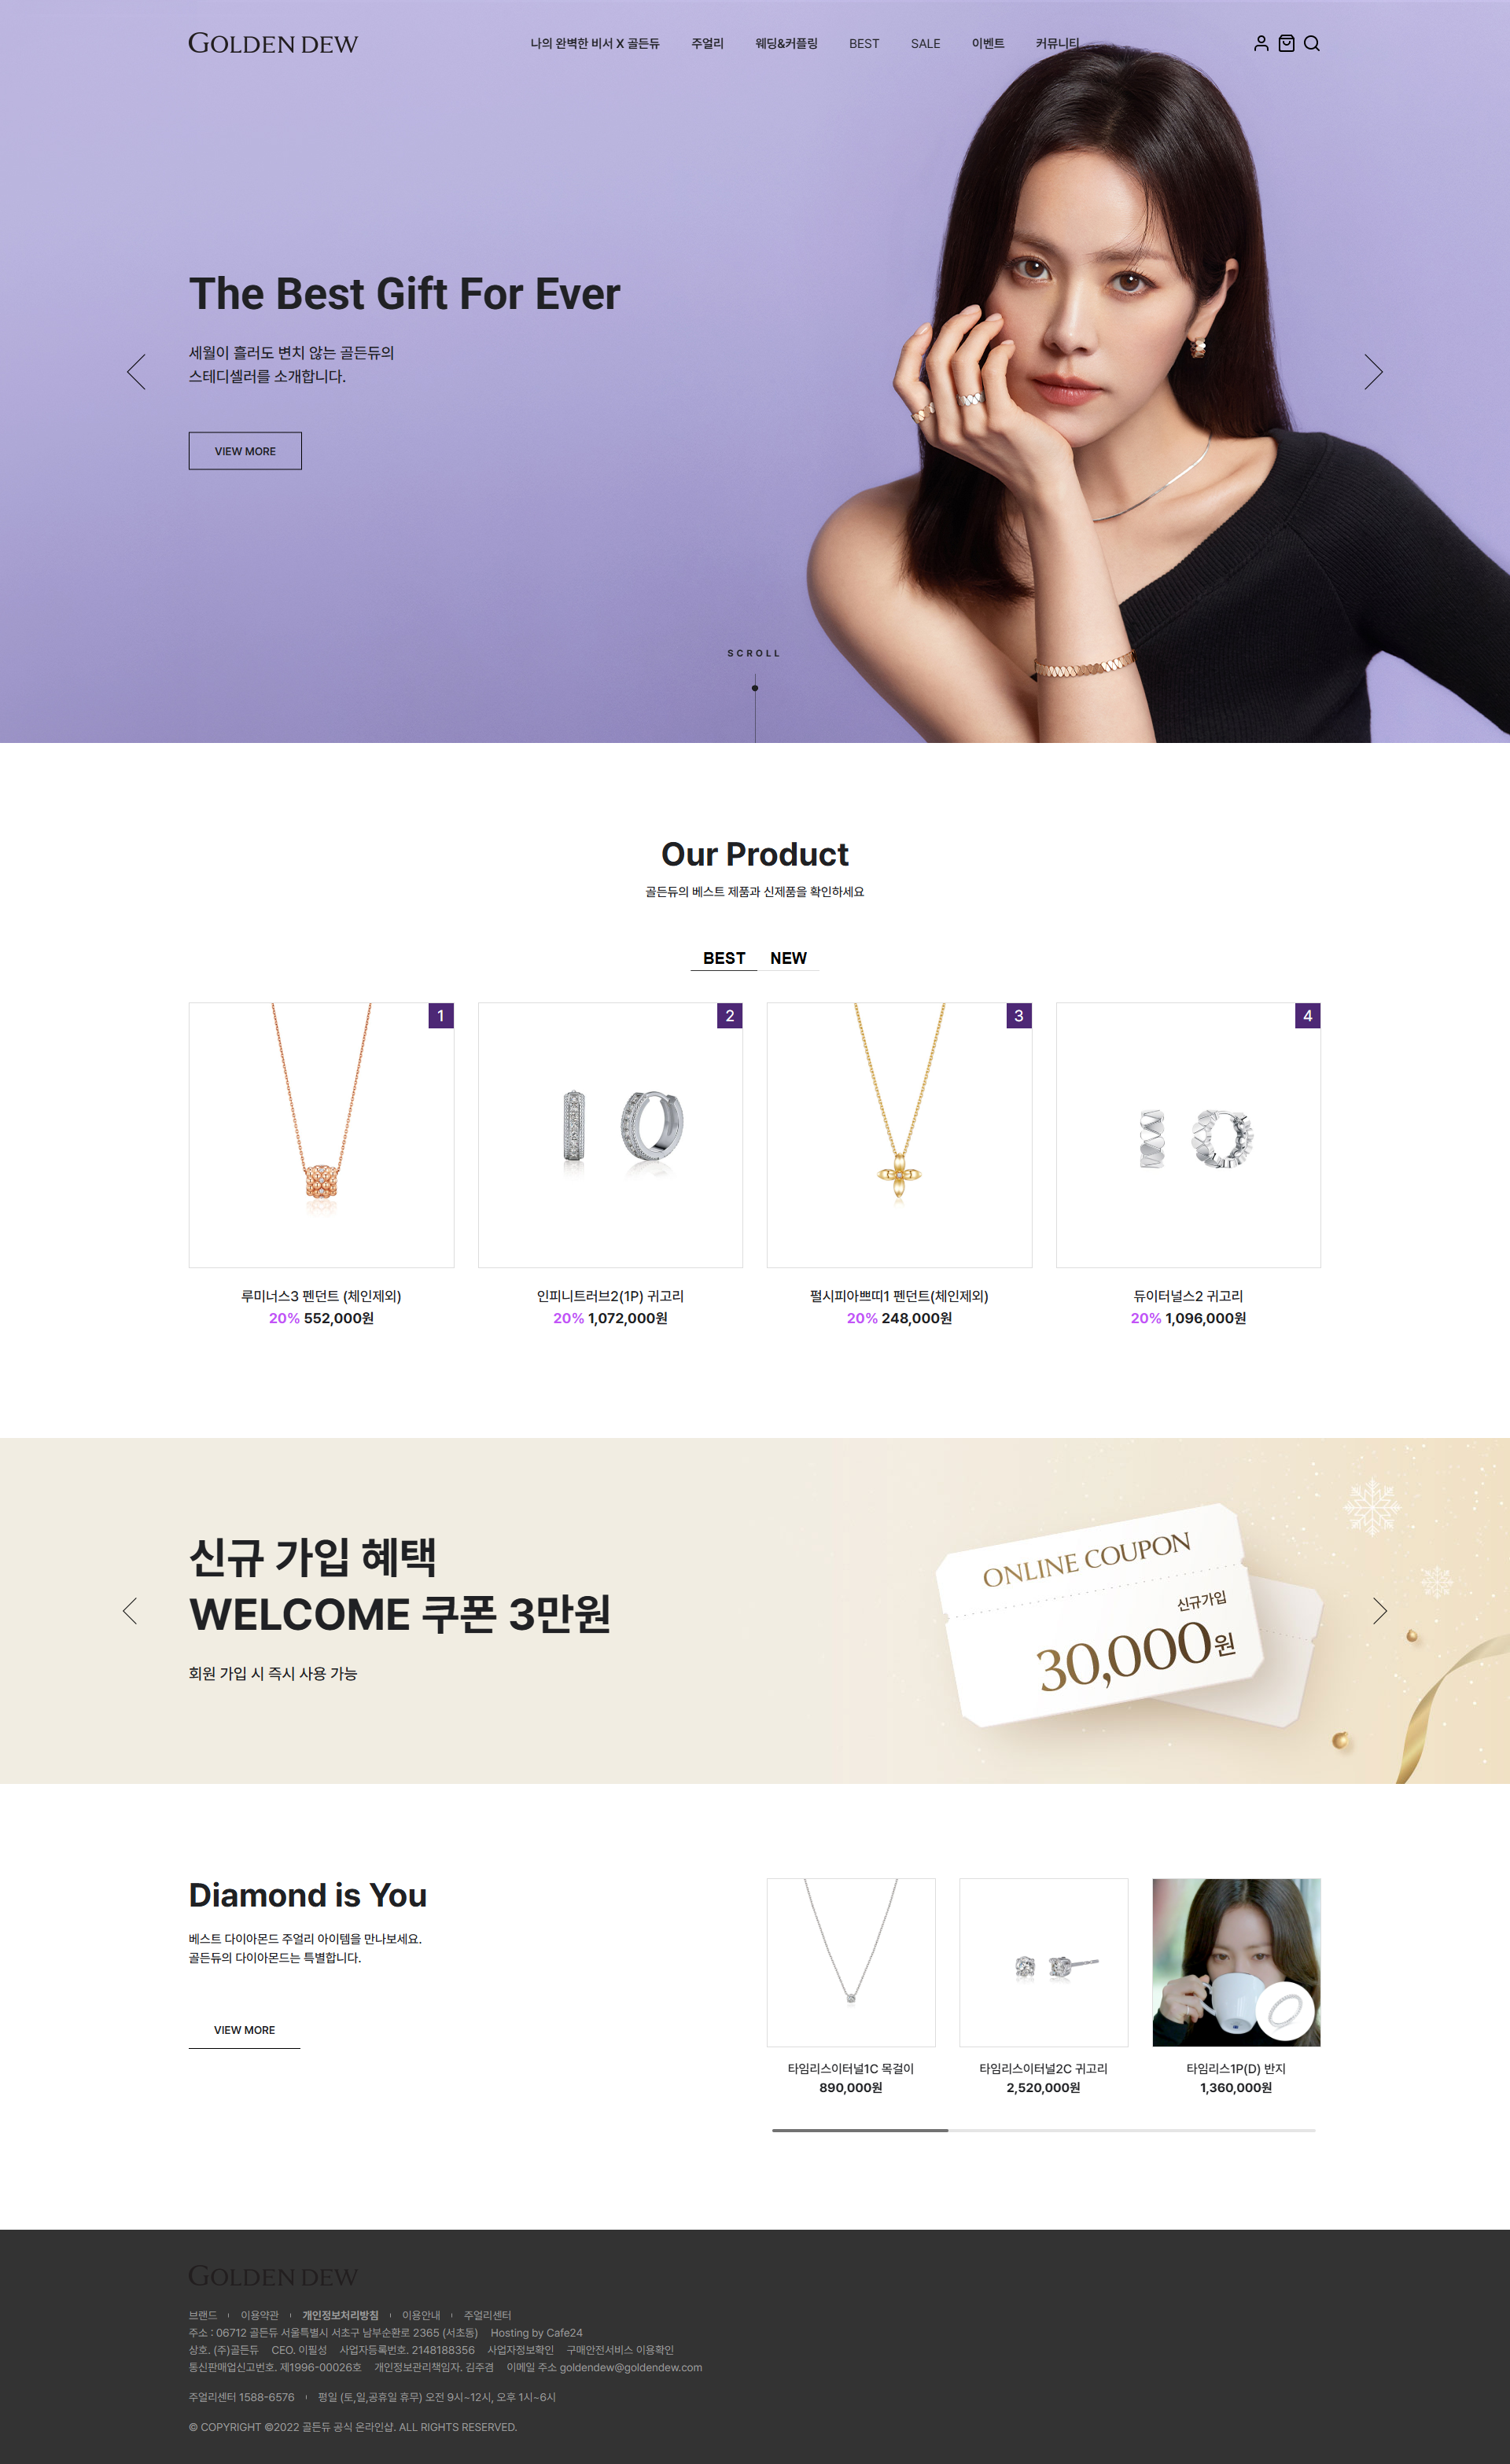 GOLDEN DEW
나의 완벽한 비서 X 골든듀 주얼리 웨딩&커플링 BEST SALE 이벤트 커뮤니티
The Best Gift For Ever
세월이 흘러도 변치 않는 골든듀의
스테디셀러를 소개합니다.
VIEW MORE
SCROLL
Our Product
골든듀의 베스트 제품과 신제품을 확인하세요
BEST NEW
1 2 3 4
루미너스3 펜던트 (체인제외) 인피니트러브2(1P) 귀고리 펄시피아쁘띠1 펜던트(체인제외) 듀이터널스2 귀고리
20% 552,000원 20% 1,072,000원 20% 248,000원 20% 1,096,000원
신규 가입 혜택
WELCOME 쿠폰 3만원
회원 가입 시 즉시 사용 가능
ONLINE COUPON
신규가입
30,000원
Diamond is You
베스트 다이아몬드 주얼리 아이템을 만나보세요.
골든듀의 다이아몬드는 특별합니다.
VIEW MORE
타임리스이터널1C 목걸이 타임리스이터널2C 귀고리 타임리스1P(D) 반지
890,000원 2,520,000원 1,360,000원
GOLDEN DEW
브랜드 이용약관 개인정보처리방침 이용안내 주얼리센터
주소 : 06712 골든듀 서울특별시 서초구 남부순환로 2365 (서초동) Hosting by Cafe24
상호. (주)골든듀 CEO. 이필성 사업자등록번호. 2148188356 사업자정보확인 구매안전서비스 이용확인
통신판매업신고번호. 제1996-00026호 개인정보관리책임자. 김주겸 이메일 주소 goldendew@goldendew.com
주얼리센터 1588-6576 평일 (토,일,공휴일 휴무) 오전 9시~12시, 오후 1시~6시
© COPYRIGHT ©2022 골든듀 공식 온라인샵. ALL RIGHTS RESERVED.